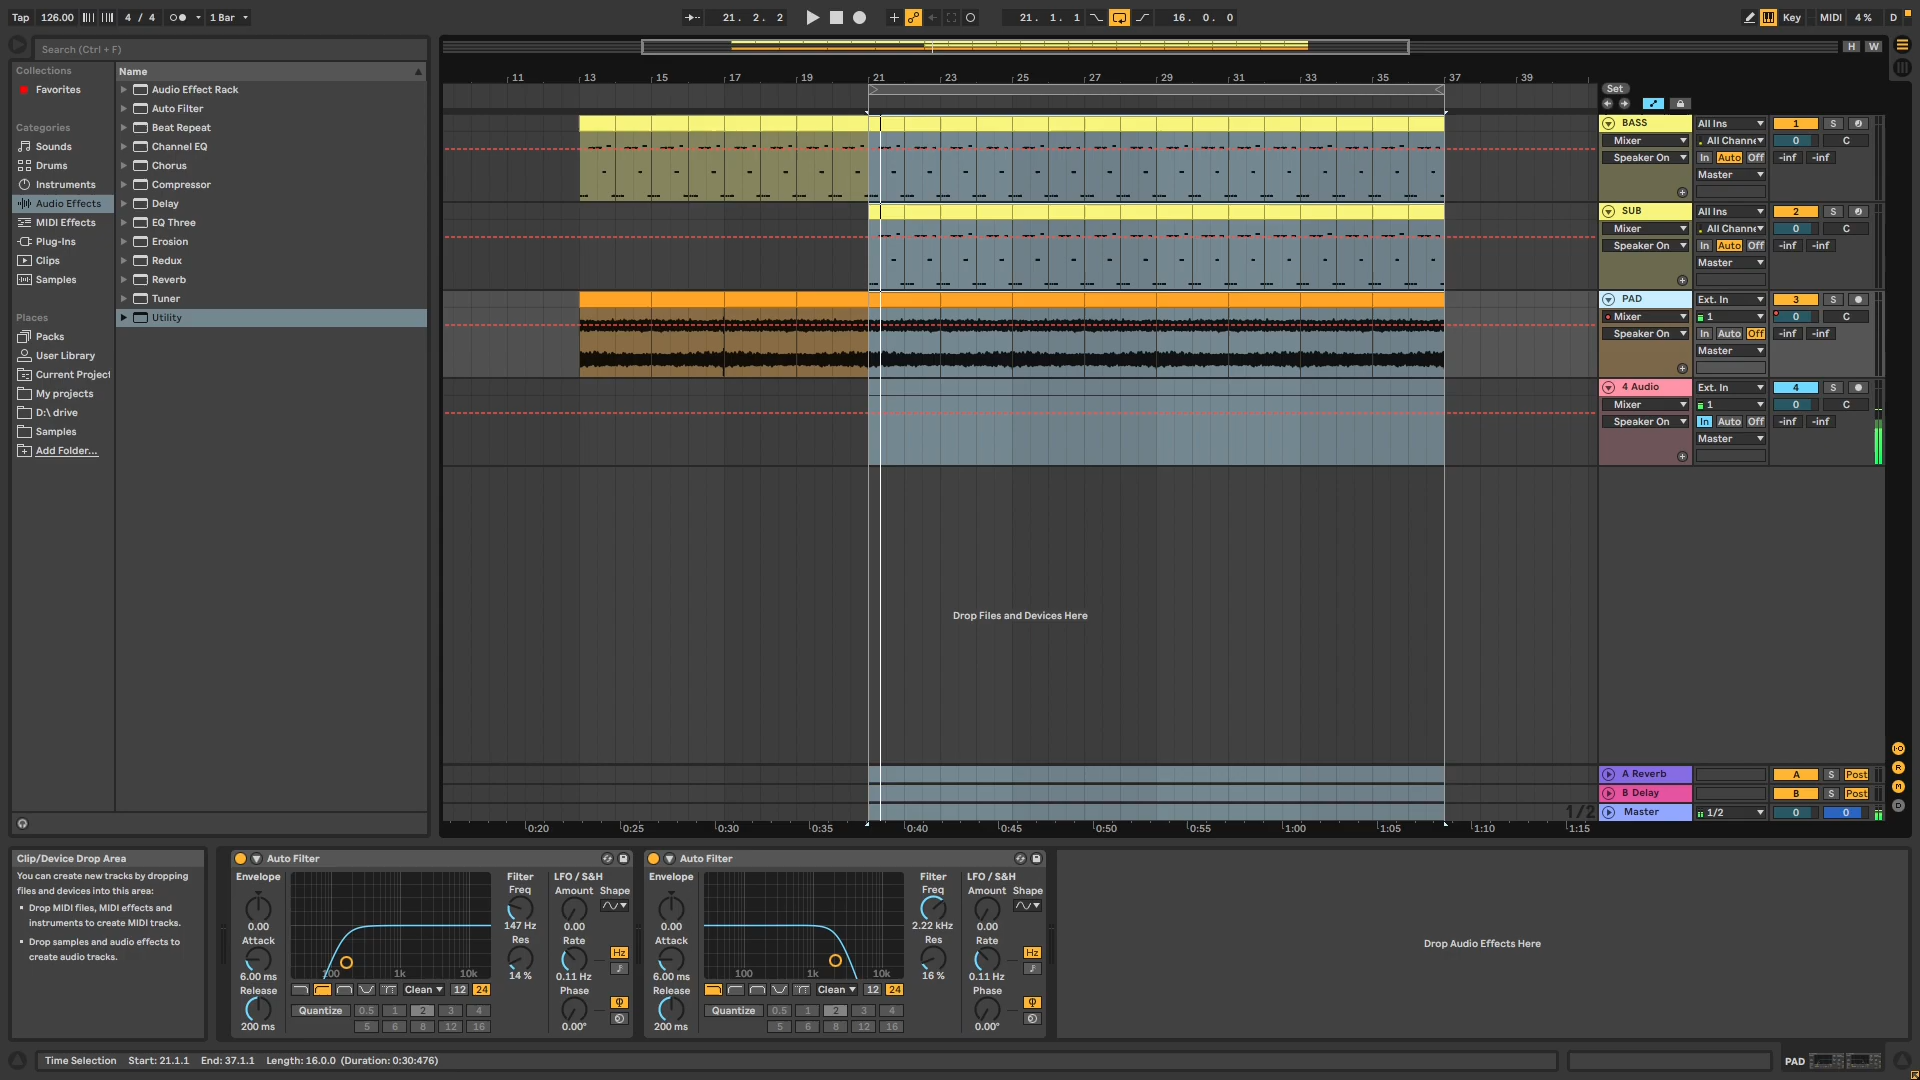 Tap 126.00 4 / 4 1 Bar 21. 2. 2 21. 1. 1 16. 0. 0 Key MIDI 4 % D
Search (Ctrl + F)
H W
Collections
Favorites
Categories
Sounds
Drums
Instruments
Audio Effects
MIDI Effects
Plug-Ins
Clips
Samples
Places
Packs
User Library
Current Project
My projects
D:\ drive
Samples
Add Folder...
Name
Audio Effect Rack
Auto Filter
Beat Repeat
Channel EQ
Chorus
Compressor
Delay
EQ Three
Erosion
Redux
Reverb
Tuner
Utility
11 13 15 17 19 21 23 25 27 29 31 33 35 37 39
Set
BASS All Ins 1 S
Mixer All Channe 0 C
Speaker On In Auto Off -inf -inf
Master
SUB All Ins 2 S
Mixer All Channe 0 C
Speaker On In Auto Off -inf -inf
Master
PAD Ext. In 3 S
Mixer 1 0 C
Speaker On In Auto Off -inf -inf
Master
4 Audio Ext. In 4 S
Mixer 1 0 C
Speaker On In Auto Off -inf -inf
Master
Drop Files and Devices Here
A Reverb A S Post
B Delay B S Post
1/2 Master 1/2 0 0
0:20 0:25 0:30 0:35 0:40 0:45 0:50 0:55 1:00 1:05 1:10 1:15
I·O
R
M
D
Clip/Device Drop Area
You can create new tracks by dropping
files and devices into this area:
Drop MIDI files, MIDI effects and
instruments to create MIDI tracks.
Drop samples and audio effects to
create audio tracks.
Auto Filter
Envelope Filter LFO / S&H
Freq Amount Shape
0.00 147 Hz 0.00
Attack Res Rate
Hz
6.00 ms 100 1k 10k 14 % 0.11 Hz
Release Clean 12 24 Phase
Quantize 0.5 1 2 3 4
200 ms 5 6 8 12 16 0.00°
Auto Filter
Envelope Filter LFO / S&H
Freq Amount Shape
0.00 2.22 kHz 0.00
Attack Res Rate
Hz
6.00 ms 100 1k 10k 16 % 0.11 Hz
Release Clean 12 24 Phase
Quantize 0.5 1 2 3 4
200 ms 5 6 8 12 16 0.00°
Drop Audio Effects Here
Time Selection Start: 21.1.1 End: 37.1.1 Length: 16.0.0 (Duration: 0:30:476)
PAD